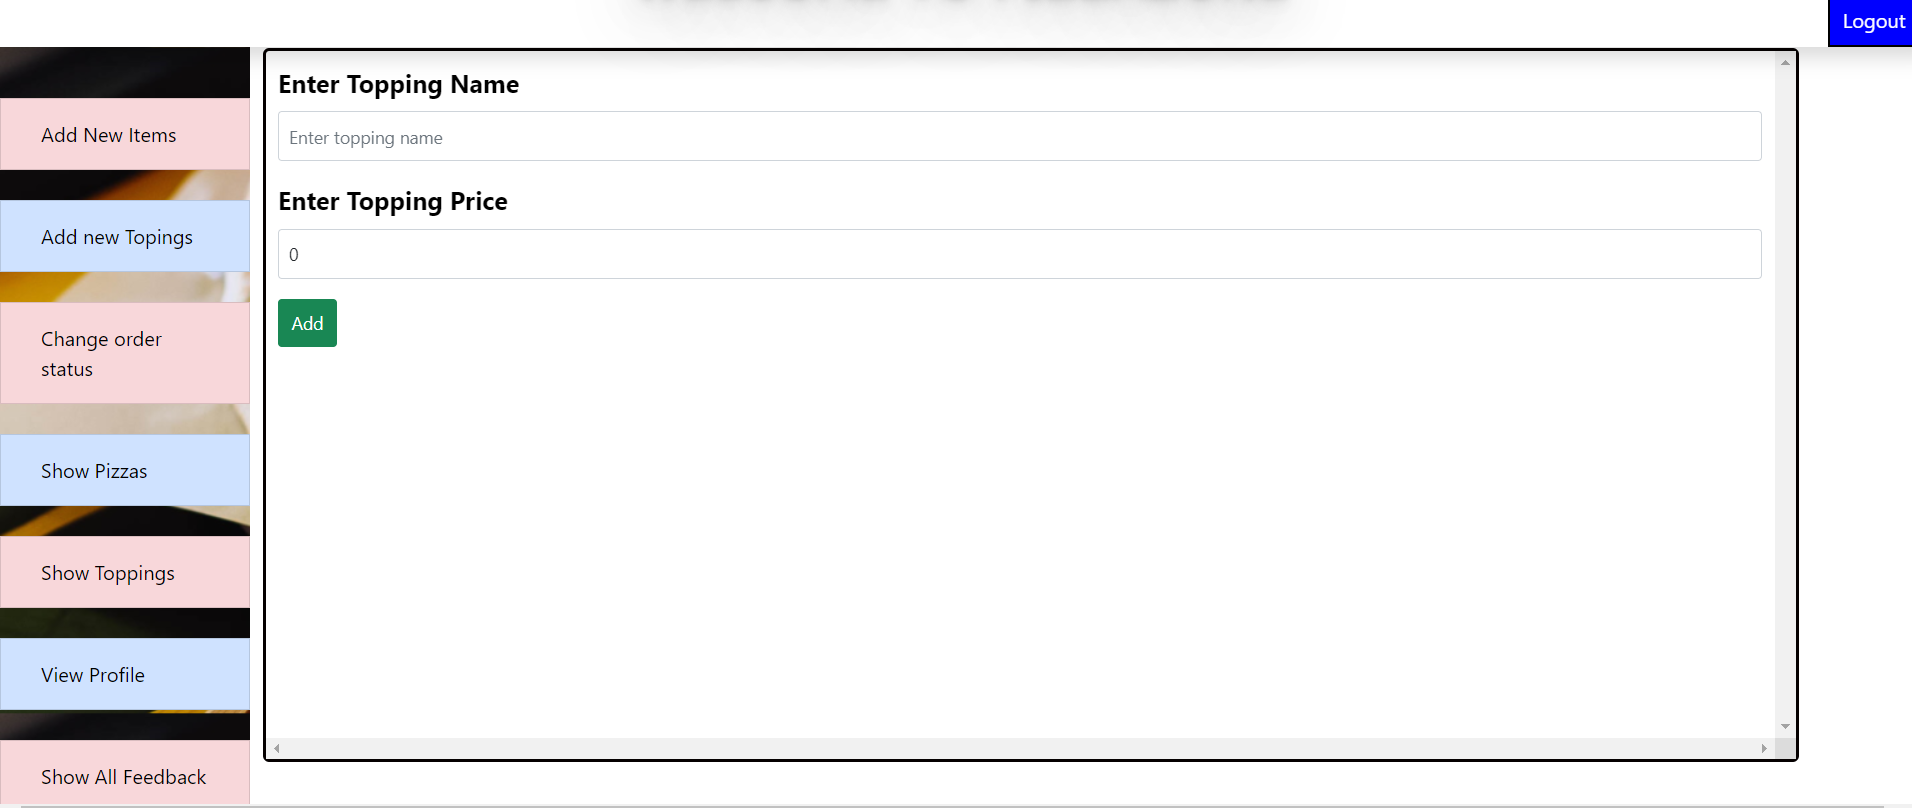 Logout
Add New Items
Add new Topings
Change order
status
Show Pizzas
Show Toppings
View Profile
Show All Feedback
Enter Topping Name
Enter topping name
Enter Topping Price
0
Add